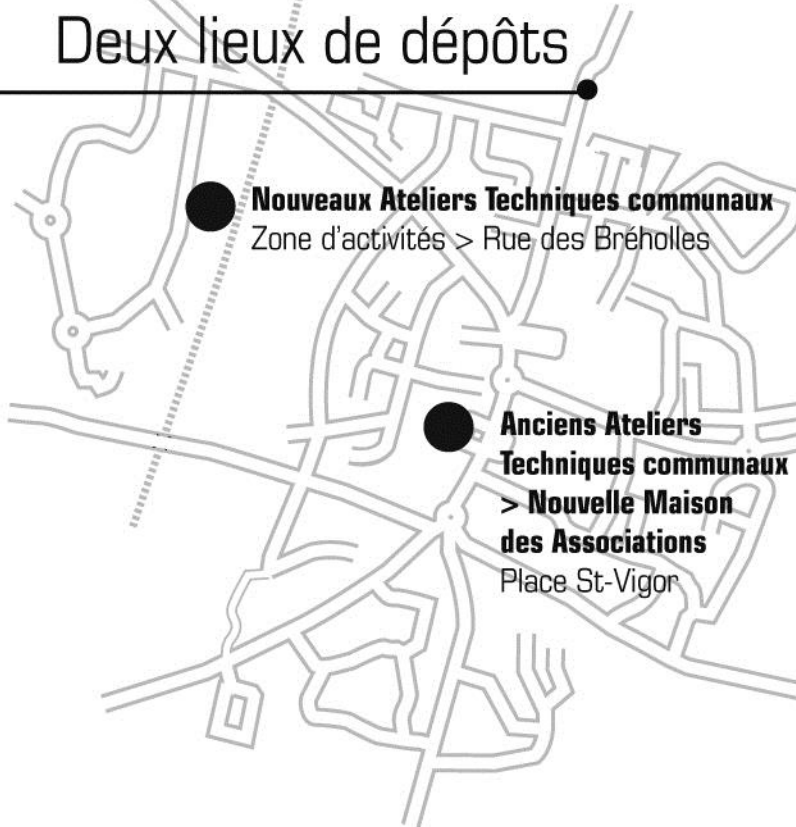 Deux lieux de dépôts
Nouveaux Ateliers Techniques communaux
Zone d'activités > Rue des Bréholles
Anciens Ateliers
Techniques communaux
> Nouvelle Maison
des Associations
Place St-Vigor